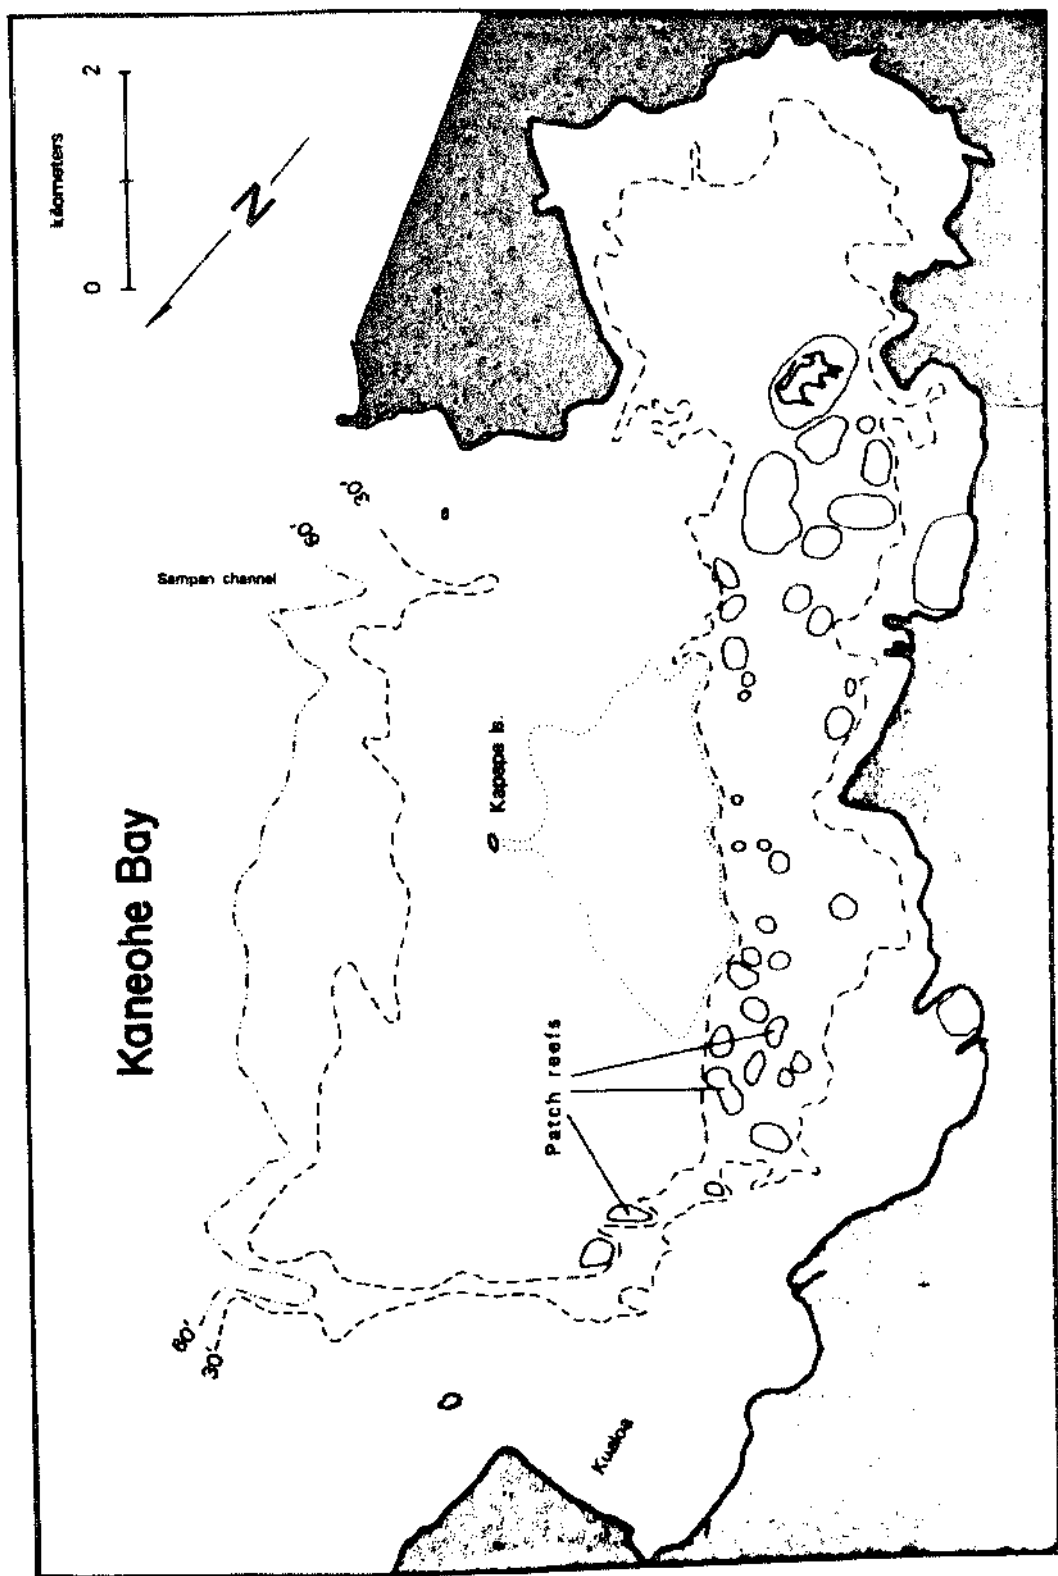 Kaneohe Bay
kilometers
0 2
N
60'
30'
Sampan channel
Kapapa Is.
Patch reefs
60'
30'
Kualoa